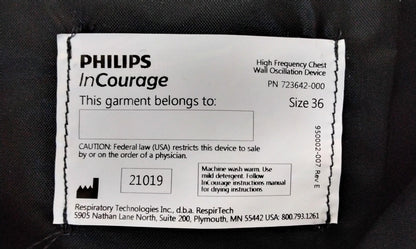 PHILIPS
InCourage
High Frequency Chest
Wall Oscillation Device
PN 723642-000
This garment belongs to:
Size 36
CAUTION: Federal law (USA) restricts this device to sale
by or on the order of a physician.
950002-007 Rev E
21019
Machine wash warm. Use
mild detergent. Follow
InCourage instructions manual
for drying instructions
Respiratory Technologies Inc., d.b.a. RespirTech
5905 Nathan Lane North, Suite 200, Plymouth, MN 55442 USA 800.793.1261